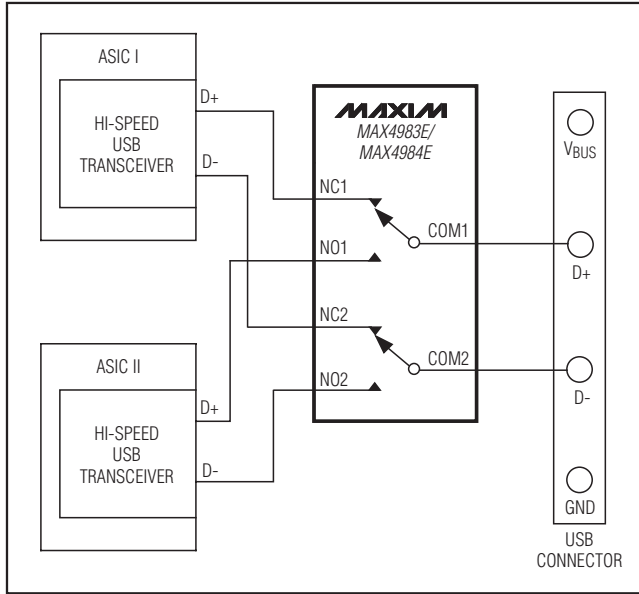 ASIC I
HI-SPEED
USB
TRANSCEIVER
D+
D-
ASIC II
HI-SPEED
USB
TRANSCEIVER
D+
D-
MAXIM
MAX4983E/
MAX4984E
NC1
COM1
NO1
NC2
COM2
NO2
VBUS
D+
D-
GND
USB
CONNECTOR